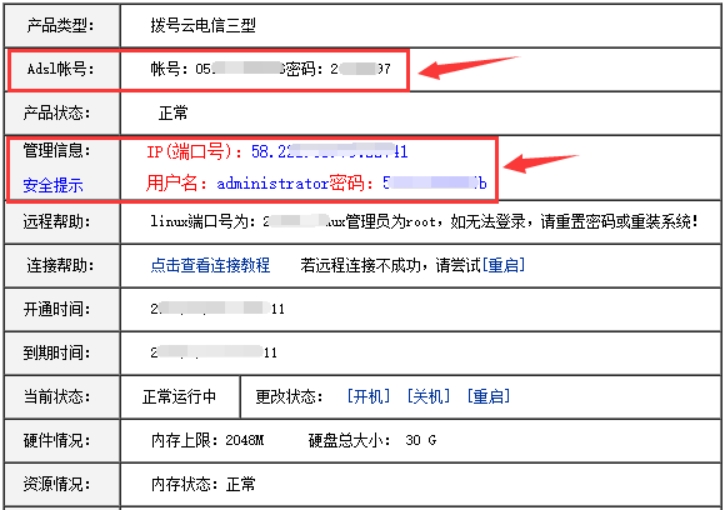 产品类型： 拨号云电信三型
Adsl帐号： 帐号：05 密码：2 97
产品状态： 正常
管理信息： IP(端口号)：58.22 41
安全提示 用户名：administrator密码：5 b
远程帮助： linux端口号为：2 ux管理员为root，如无法登录，请重置密码或重装系统！
连接帮助： 点击查看连接教程 若远程连接不成功，请尝试[重启]
开通时间： 2 11
到期时间： 2 11
当前状态： 正常运行中 更改状态： [开机] [关机] [重启]
硬件情况： 内存上限：2048M 硬盘总大小： 30 G
资源情况： 内存状态：正常